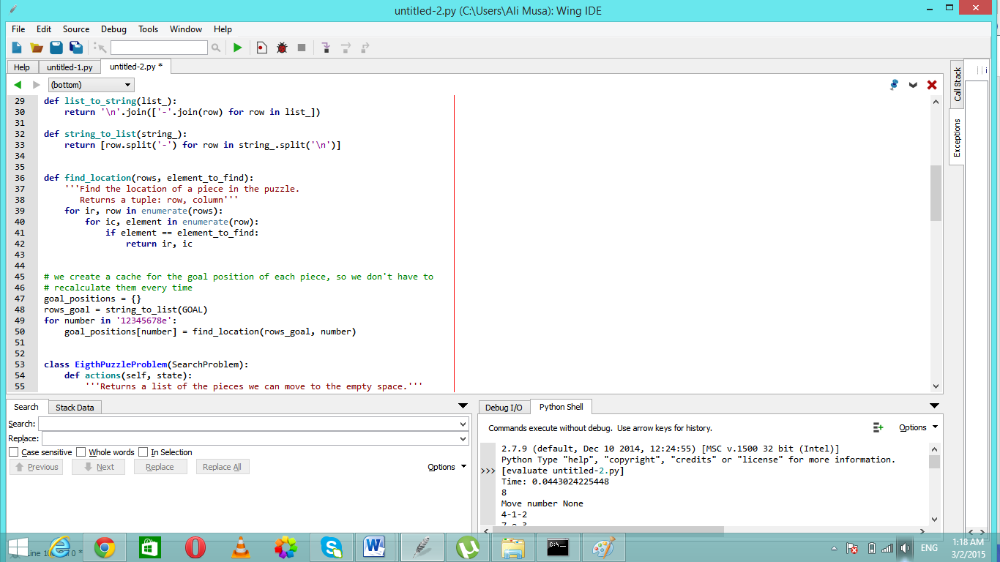 untitled-2.py (C:\Users\Ali Musa): Wing IDE
File Edit Source Debug Tools Window Help
Help untitled-1.py untitled-2.py *
(bottom)
29 def list_to_string(list_):
30     return '\n'.join(['-'.join(row) for row in list_])
31
32 def string_to_list(string_):
33     return [row.split('-') for row in string_.split('\n')]
34
35
36 def find_location(rows, element_to_find):
37     '''Find the location of a piece in the puzzle.
38        Returns a tuple: row, column'''
39     for ir, row in enumerate(rows):
40         for ic, element in enumerate(row):
41             if element == element_to_find:
42                 return ir, ic
43
44
45 # we create a cache for the goal position of each piece, so we don't have to
46 # recalculate them every time
47 goal_positions = {}
48 rows_goal = string_to_list(GOAL)
49 for number in '12345678e':
50     goal_positions[number] = find_location(rows_goal, number)
51
52
53 class EigthPuzzleProblem(SearchProblem):
54     def actions(self, state):
55         '''Returns a list of the pieces we can move to the empty space.'''
Call Stack
Exceptions
Search Stack Data
Search:
Replace:
Case sensitive Whole words In Selection
Previous Next Replace Replace All Options
Debug I/O Python Shell
Commands execute without debug. Use arrow keys for history. Options
2.7.9 (default, Dec 10 2014, 12:24:55) [MSC v.1500 32 bit (Intel)]
Python Type "help", "copyright", "credits" or "license" for more information.
>>> [evaluate untitled-2.py]
Time: 0.0443024225448
8
Move number None
4-1-2
7-e-3
ENG
1:18 AM
3/2/2015